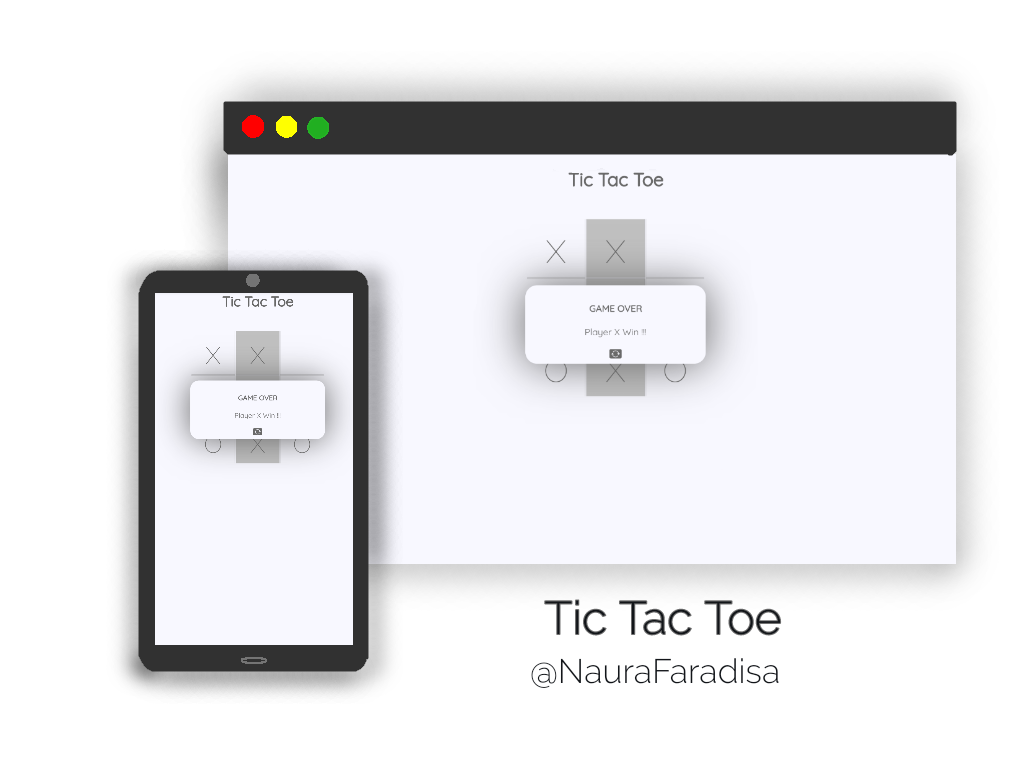 Tic Tac Toe
X X
GAME OVER
Player X Win !!
O X O
Tic Tac Toe
X X
GAME OVER
Player X Win !!
O X O
Tic Tac Toe
@NauraFaradisa